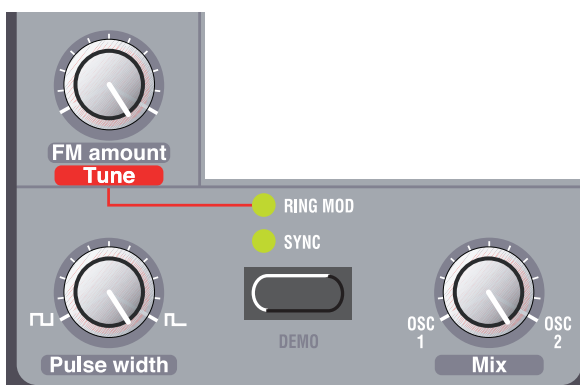 FM amount
Tune
RING MOD
SYNC
DEMO
Pulse width
OSC
1
OSC
2
Mix